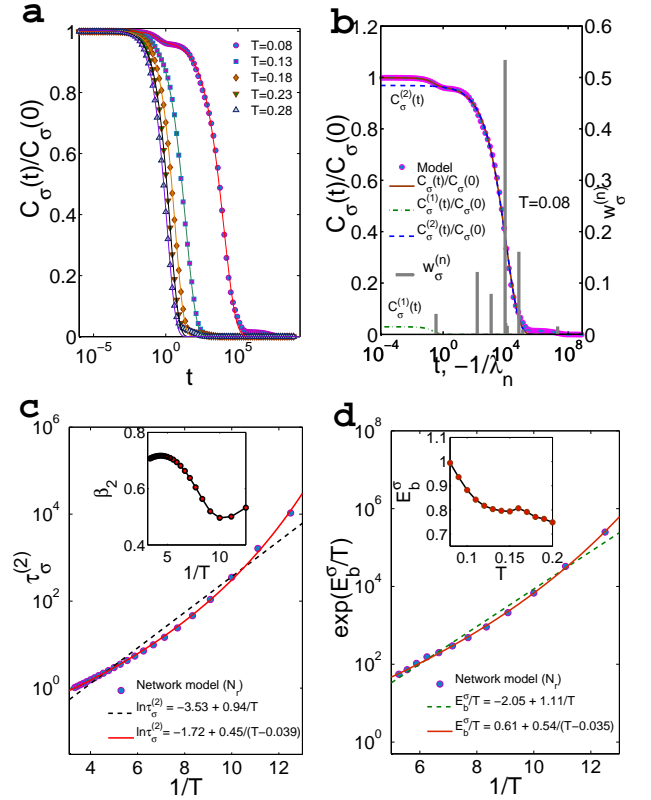 a
C_σ(t)/C_σ(0)
1
0.8
0.6
0.4
0.2
0
10^−5
10^0
10^5
t
T=0.08
T=0.13
T=0.18
T=0.23
T=0.28
b
C_σ(t)/C_σ(0)
1.2
1
0.8
0.6
0.4
0.2
0
10^−4
10^0
10^4
10^8
t, −1/λ_n
0.6
0.5
0.4
0.3
0.2
0.1
0
w_σ^(n)
C_σ^(2)(t)
Model
C_σ(t)/C_σ(0)
C_σ^(1)(t)/C_σ(0)
C_σ^(2)(t)/C_σ(0)
w_σ^(n)
T=0.08
C_σ^(1)(t)
c
τ_σ^(2)
10^6
10^4
10^2
10^0
4
6
8
10
12
1/T
β_2
0.8
0.6
0.4
5
10
1/T
Network model (N_r)
lnτ_σ^(2) = −3.53 + 0.94/T
lnτ_σ^(2) = −1.72 + 0.45/(T−0.039)
d
exp(E_b^σ/T)
10^8
10^6
10^4
10^2
10^0
6
8
10
12
1/T
E_b^σ
1.1
1
0.9
0.8
0.7
0.1
0.15
0.2
T
Network model (N_r)
E_b^σ/T = −2.05 + 1.11/T
E_b^σ/T = 0.61 + 0.54/(T−0.035)